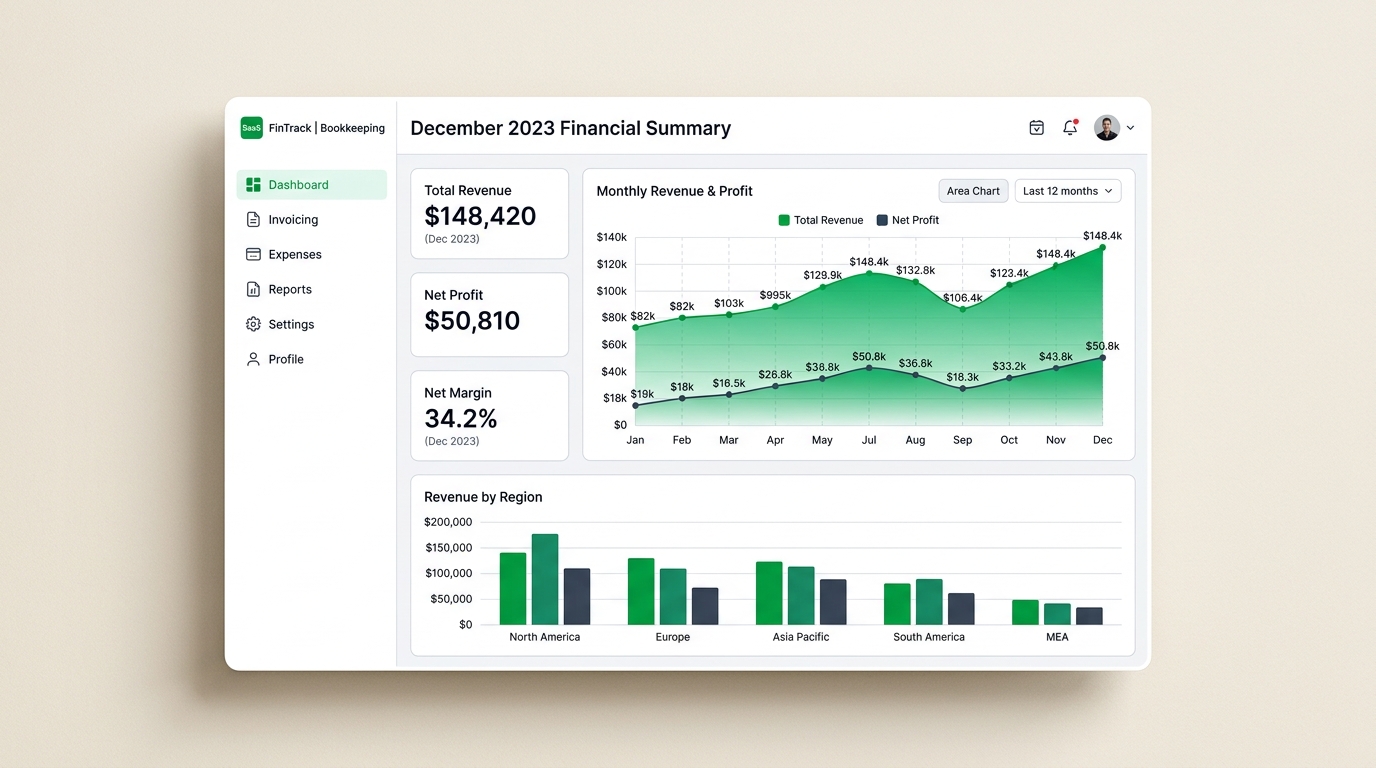 SaaS
FinTrack | Bookkeeping
December 2023 Financial Summary
Dashboard
Invoicing
Expenses
Reports
Settings
Profile
Total Revenue
$148,420
(Dec 2023)
Net Profit
$50,810
Net Margin
34.2%
(Dec 2023)
Monthly Revenue & Profit
Area Chart
Last 12 months
Total Revenue Net Profit
$140k
$120k
$100k
$80k
$60k
$40k
$18k
$0
$82k $82k $103k $995k $129.9k $148.4k $132.8k $106.4k $123.4k $148.4k $148.4k
$19k $18k $16.5k $26.8k $38.8k $50.8k $36.8k $18.3k $33.2k $43.8k $50.8k
Jan Feb Mar Apr May Jul Aug Sep Oct Nov Dec
Revenue by Region
$200,000
$150,000
$100,000
$50,000
$0
North America Europe Asia Pacific South America MEA